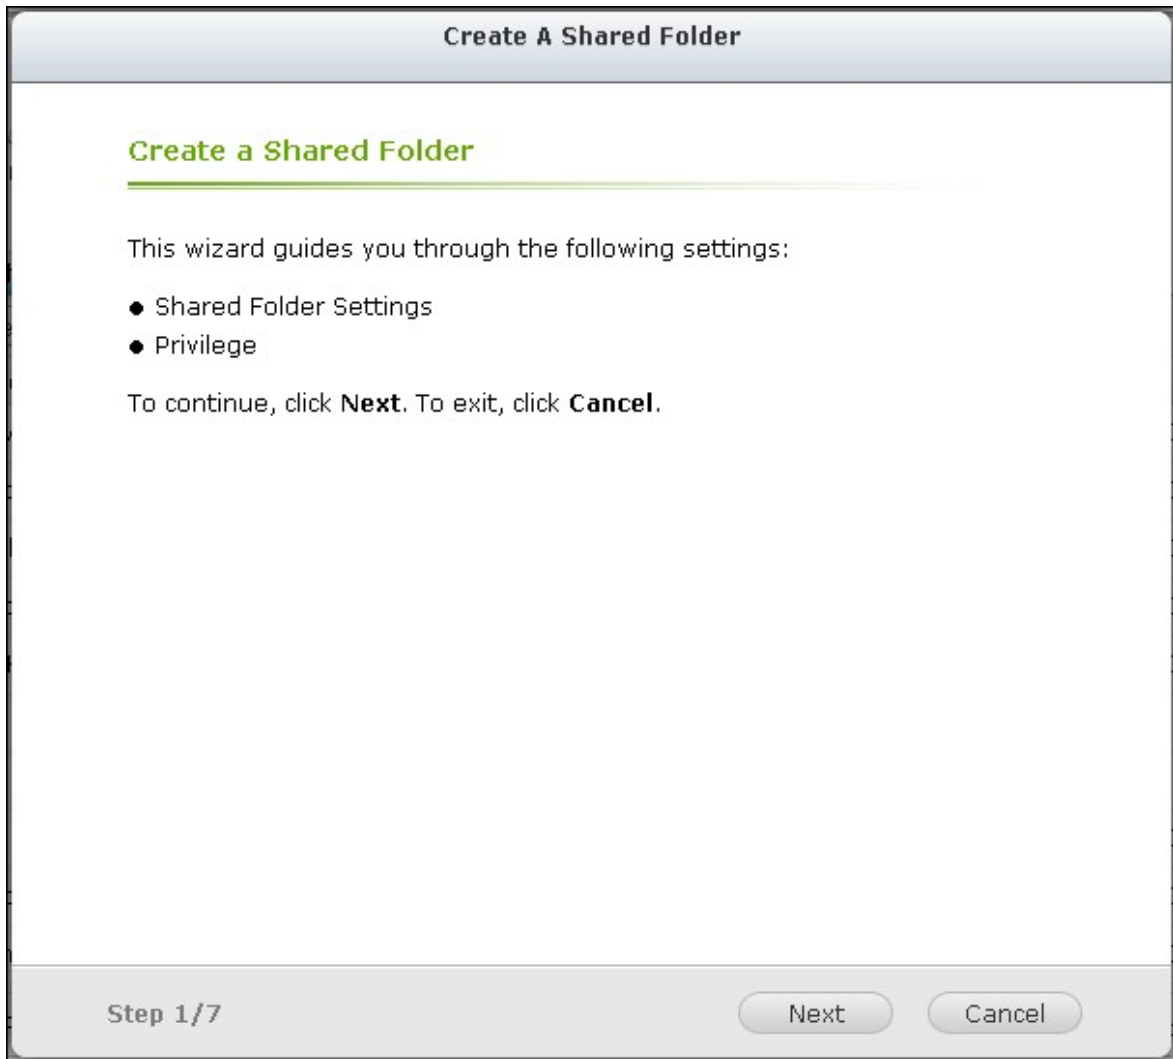 Create A Shared Folder
Create a Shared Folder
This wizard guides you through the following settings:
● Shared Folder Settings
● Privilege
To continue, click Next. To exit, click Cancel.
Step 1/7
Next
Cancel